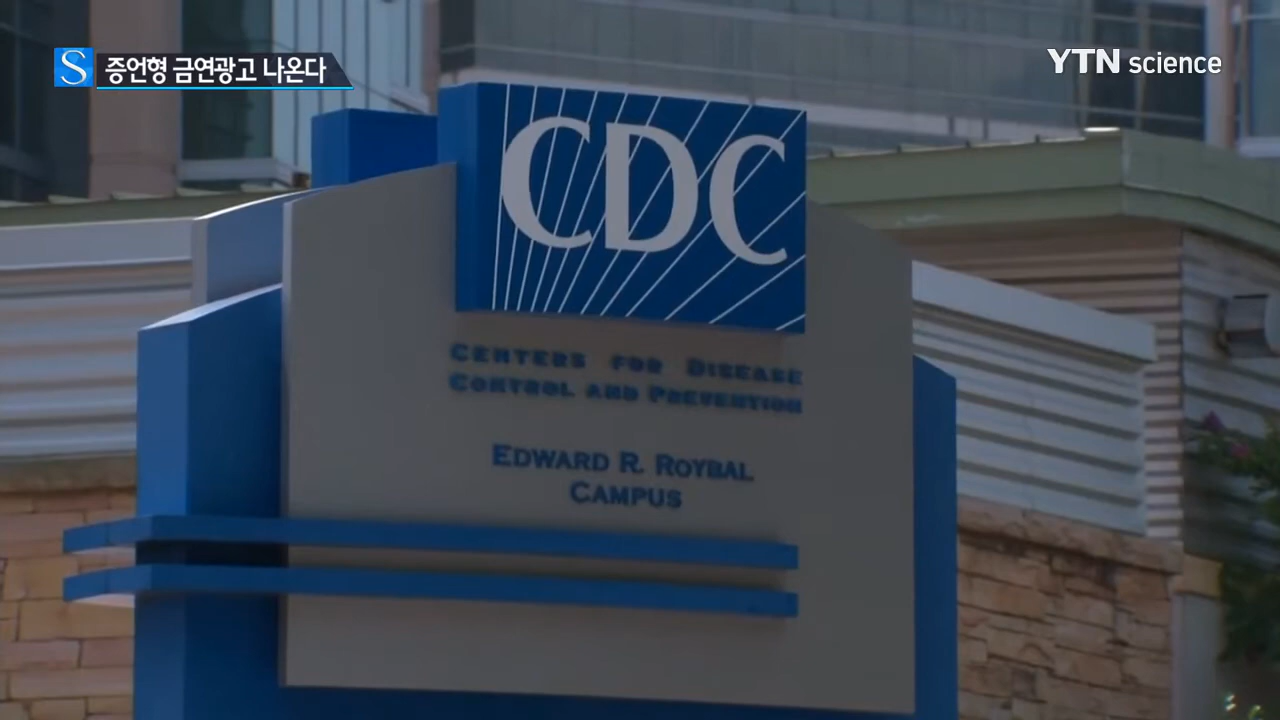 S 증언형 금연광고 나온다
YTN science
CDC
CENTERS FOR DISEASE
CONTROL AND PREVENTION
EDWARD R. ROYBAL
CAMPUS